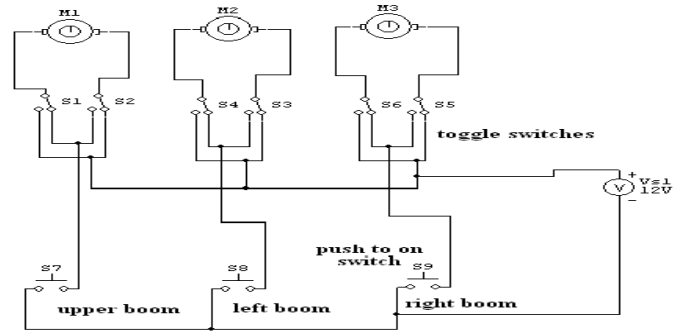 M1
M2
M3
S1 S2
S4 S3
S6 S5
toggle switches
+
Vs1
12V
V
-
push to on
switch
S7
S8
S9
upper boom
left boom
right boom